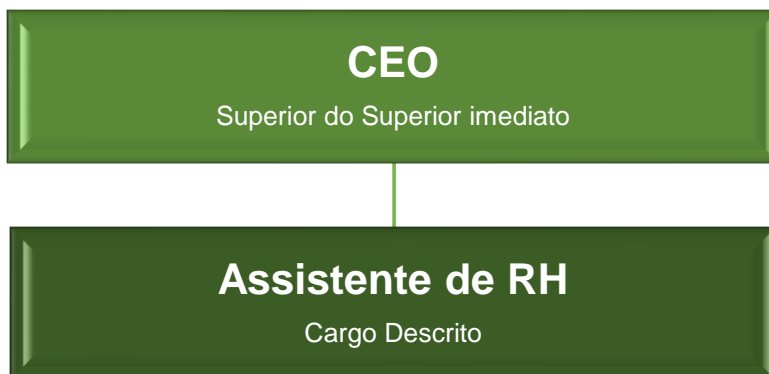 CEO
Superior do Superior imediato
Assistente de RH
Cargo Descrito